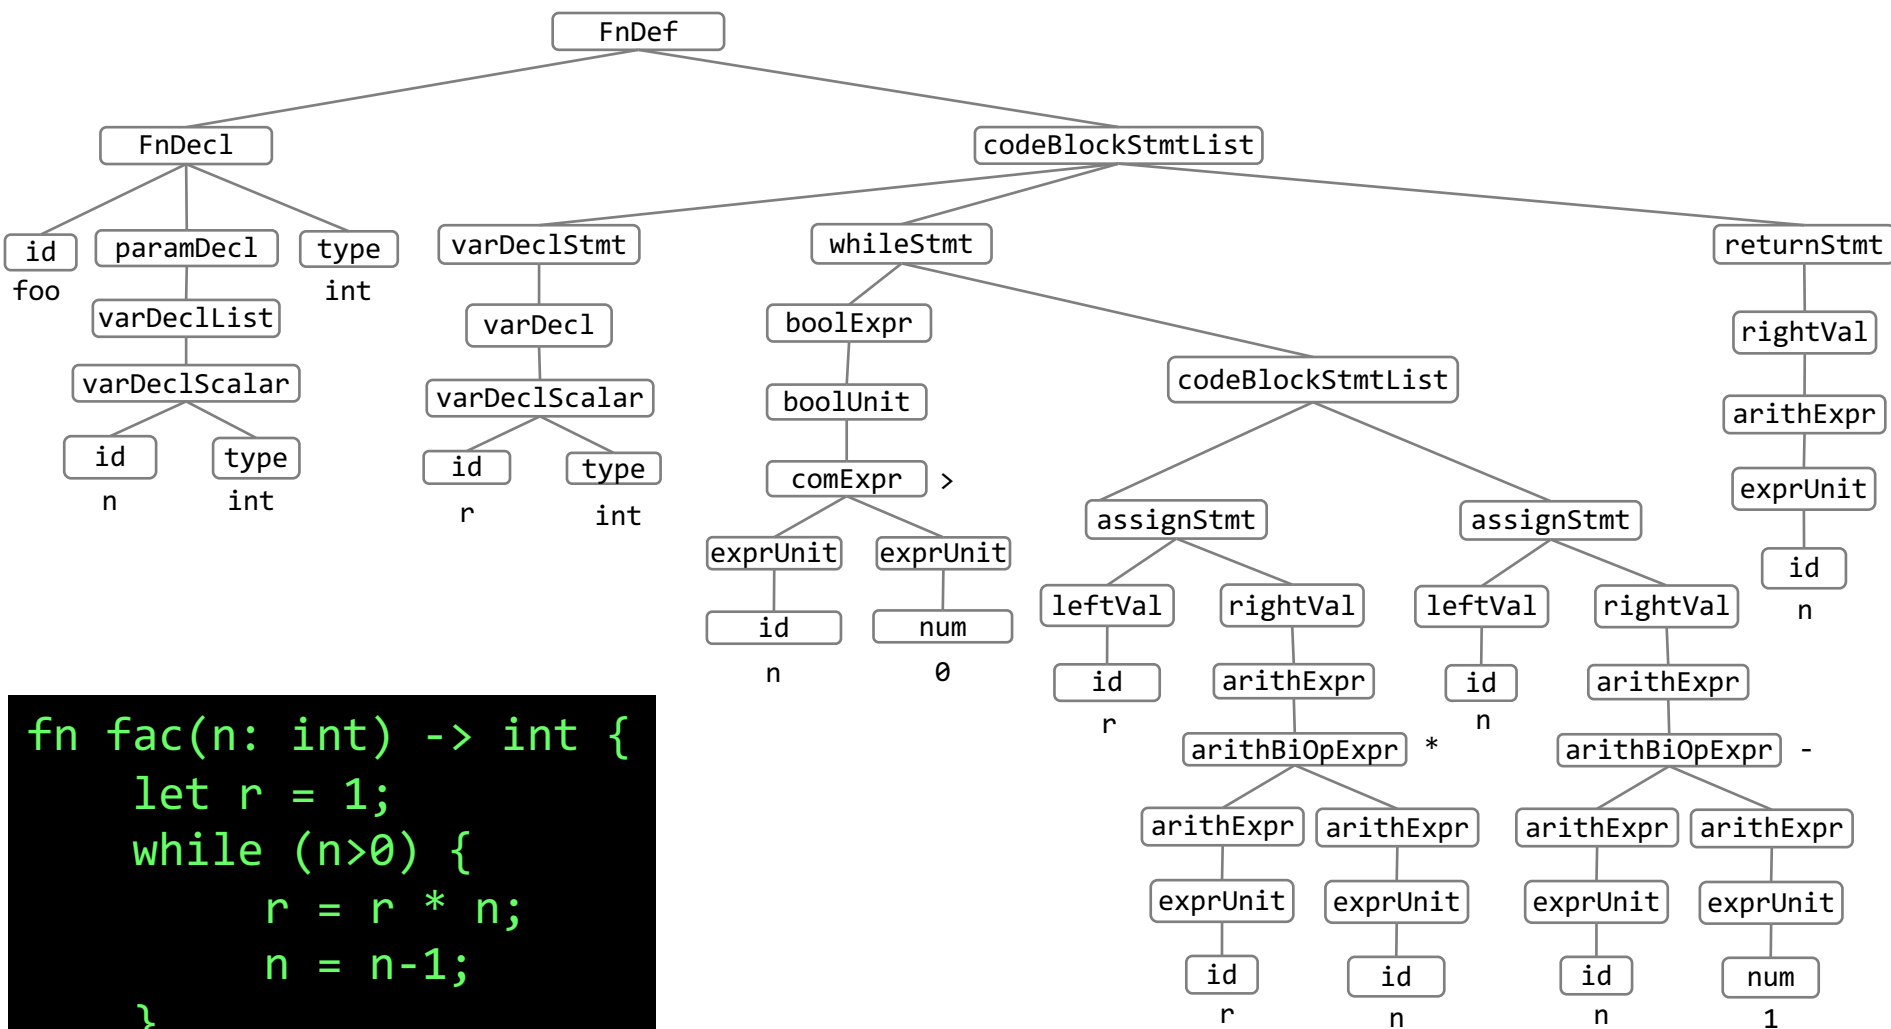 FnDef
FnDecl codeBlockStmtList
id paramDecl type varDeclStmt whileStmt returnStmt
foo int
varDeclList varDecl boolExpr rightVal
varDeclScalar varDeclScalar boolUnit codeBlockStmtList arithExpr
id type id type comExpr > exprUnit
n int r int
assignStmt assignStmt
exprUnit exprUnit id
leftVal rightVal leftVal rightVal n
id num
n 0
id arithExpr id arithExpr
r n
arithBiOpExpr * arithBiOpExpr -
arithExpr arithExpr arithExpr arithExpr
exprUnit exprUnit exprUnit exprUnit
id id id num
r n n 1
fn fac(n: int) -> int {
let r = 1;
while (n>0) {
r = r * n;
n = n-1;
}